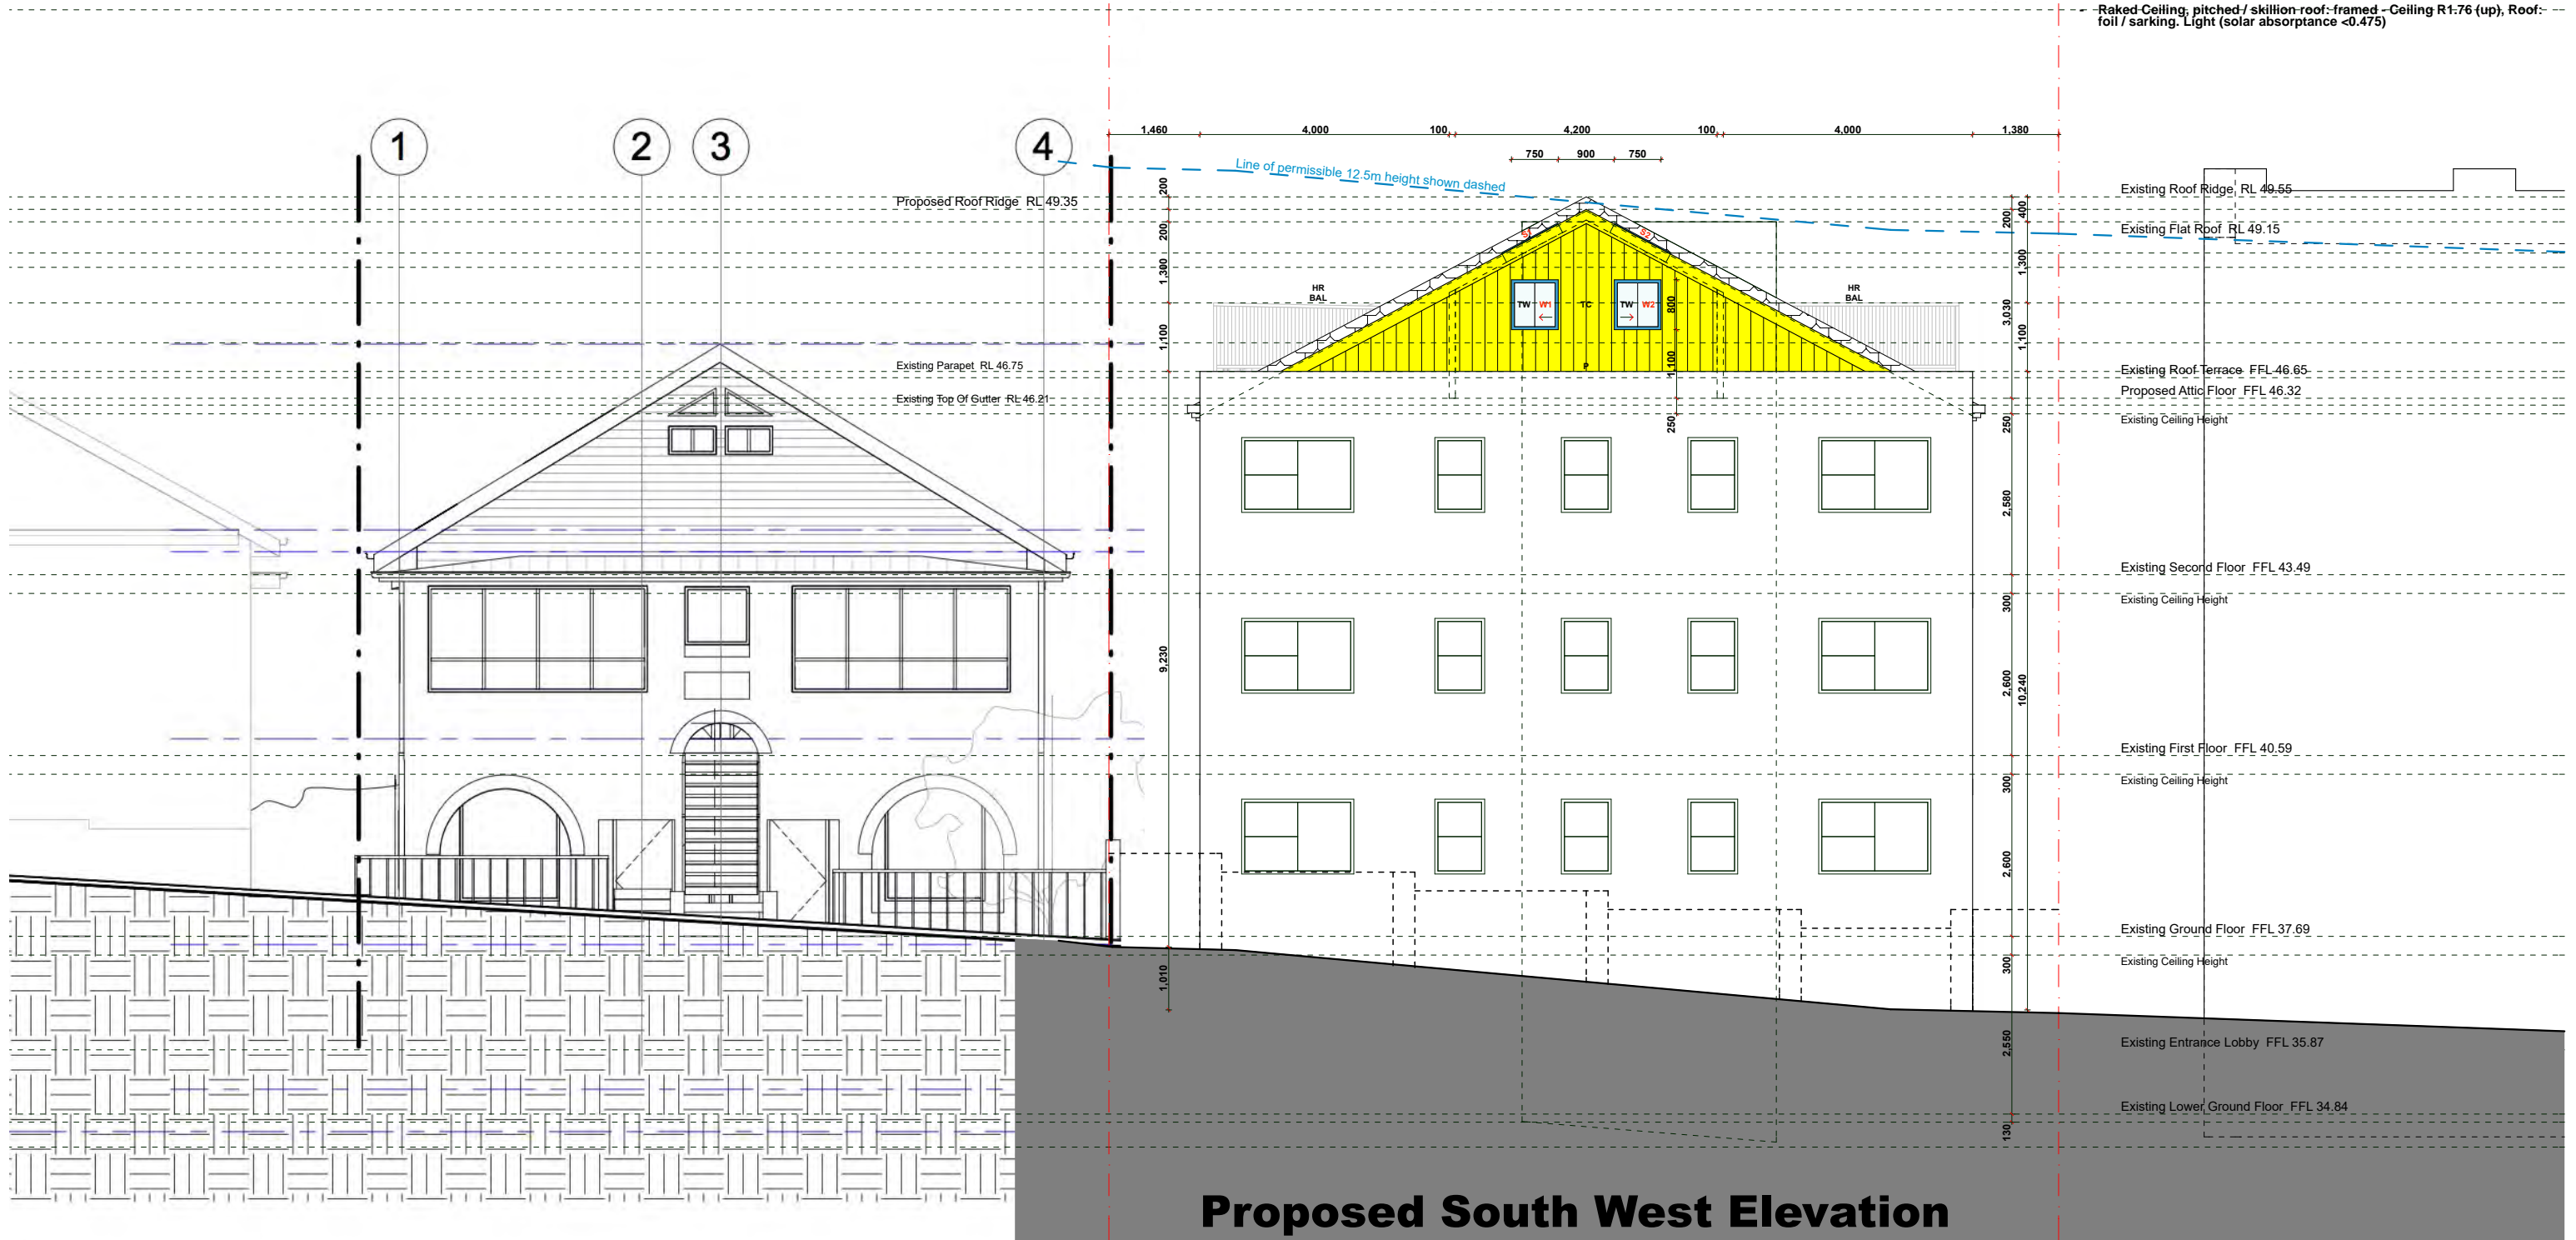 - Raked Ceiling, pitched / skillion roof: framed - Ceiling R1.76 (up), Roof:
foil / sarking. Light (solar absorptance <0.475)
1 2 3 4
1,460 4,000 100 4,200 100 4,000 1,380
750 900 750
Line of permissible 12.5m height shown dashed
Proposed Roof Ridge RL 49.35
Existing Parapet RL 46.75
Existing Top Of Gutter RL 46.21
200
200
1,300
1,100
9,230
1,010
HR
BAL
S1
S2
TW W1 TC TW W2
800
P
1,100
250
HR
BAL
200
400
1,300
1,300
3,030
1,100
250
2,580
300
2,600
10,240
300
2,600
300
2,550
130
Existing Roof Ridge RL 49.55
Existing Flat Roof RL 49.15
Existing Roof Terrace FFL 46.65
Proposed Attic Floor FFL 46.32
Existing Ceiling Height
Existing Second Floor FFL 43.49
Existing Ceiling Height
Existing First Floor FFL 40.59
Existing Ceiling Height
Existing Ground Floor FFL 37.69
Existing Ceiling Height
Existing Entrance Lobby FFL 35.87
Existing Lower Ground Floor FFL 34.84
Proposed South West Elevation